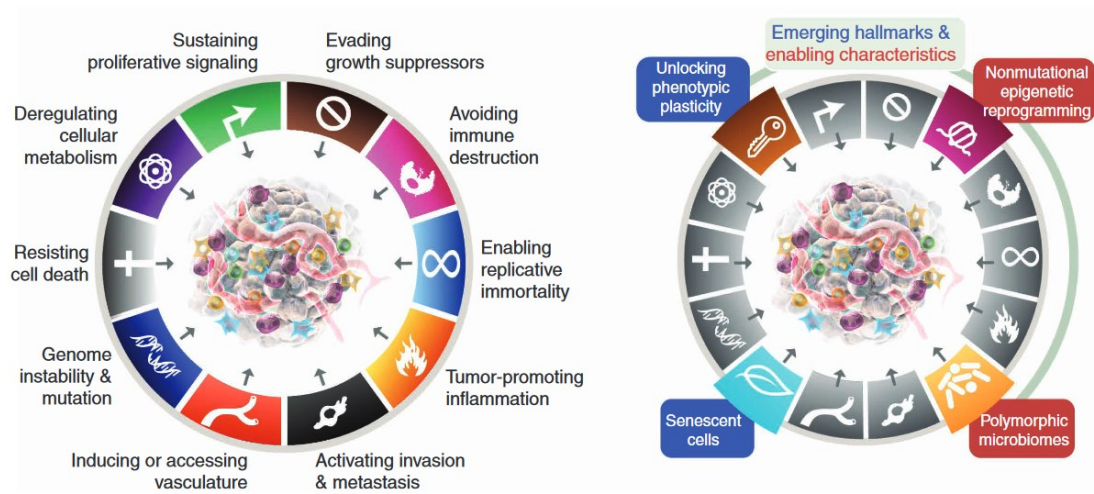 Sustaining
proliferative signaling
Evading
growth suppressors
Deregulating
cellular
metabolism
Avoiding
immune
destruction
Resisting
cell death
Enabling
replicative
immortality
Genome
instability &
mutation
Tumor-promoting
inflammation
Inducing or accessing
vasculature
Activating invasion
& metastasis
Emerging hallmarks &
enabling characteristics
Unlocking
phenotypic
plasticity
Nonmutational
epigenetic
reprogramming
Senescent
cells
Polymorphic
microbiomes